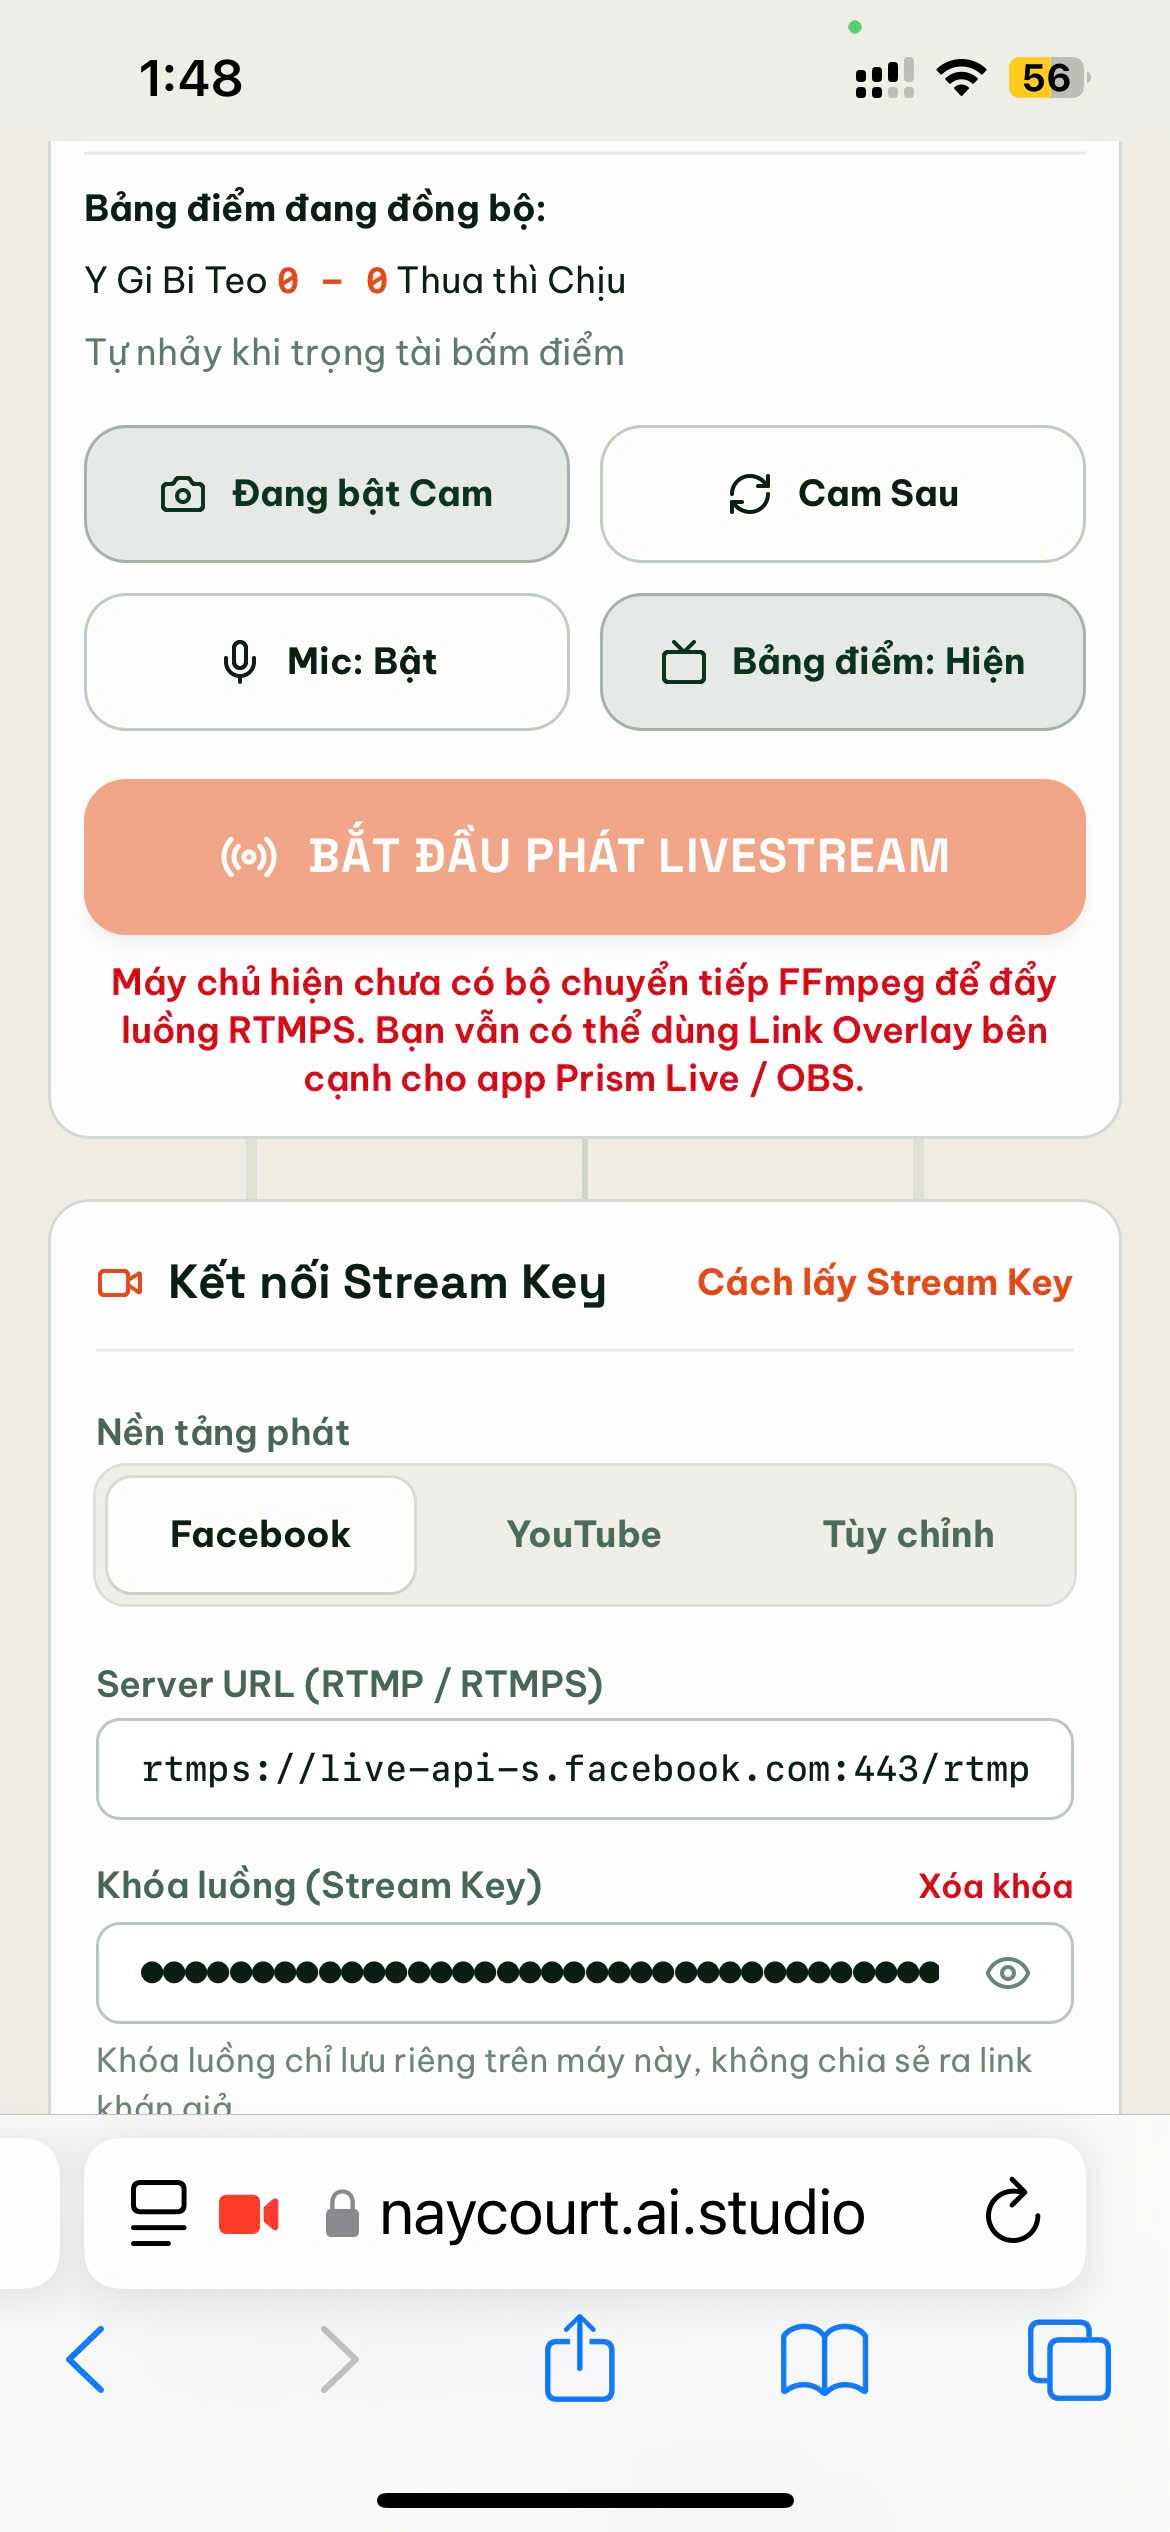 1:48
56
Bảng điểm đang đồng bộ:
Y Gi Bi Teo 0 – 0 Thua thì Chịu
Tự nhảy khi trọng tài bấm điểm
Đang bật Cam
Cam Sau
Mic: Bật
Bảng điểm: Hiện
BẮT ĐẦU PHÁT LIVESTREAM
Máy chủ hiện chưa có bộ chuyển tiếp FFmpeg để đẩy
luồng RTMPS. Bạn vẫn có thể dùng Link Overlay bên
cạnh cho app Prism Live / OBS.
Kết nối Stream Key
Cách lấy Stream Key
Nền tảng phát
Facebook
YouTube
Tùy chỉnh
Server URL (RTMP / RTMPS)
rtmps://live-api-s.facebook.com:443/rtmp
Khóa luồng (Stream Key)
Xóa khóa
Khóa luồng chỉ lưu riêng trên máy này, không chia sẻ ra link
khán giả
naycourt.ai.studio